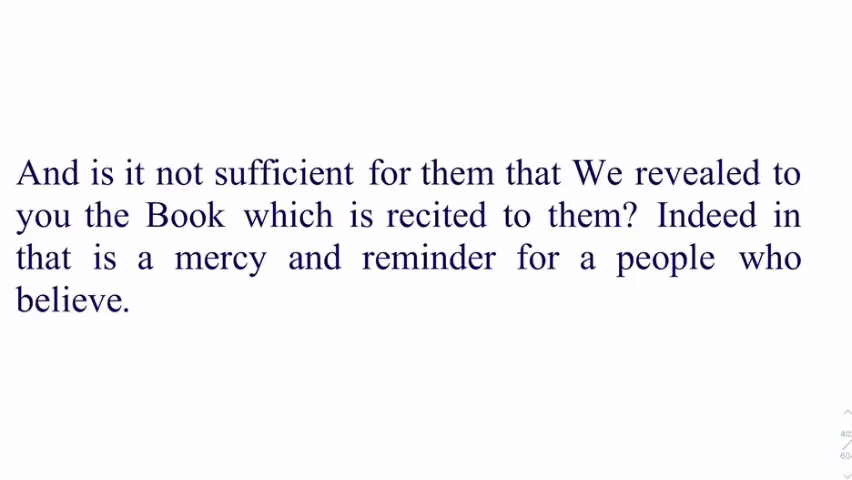 And is it not sufficient for them that We revealed to
you the Book which is recited to them? Indeed in
that is a mercy and reminder for a people who
believe.